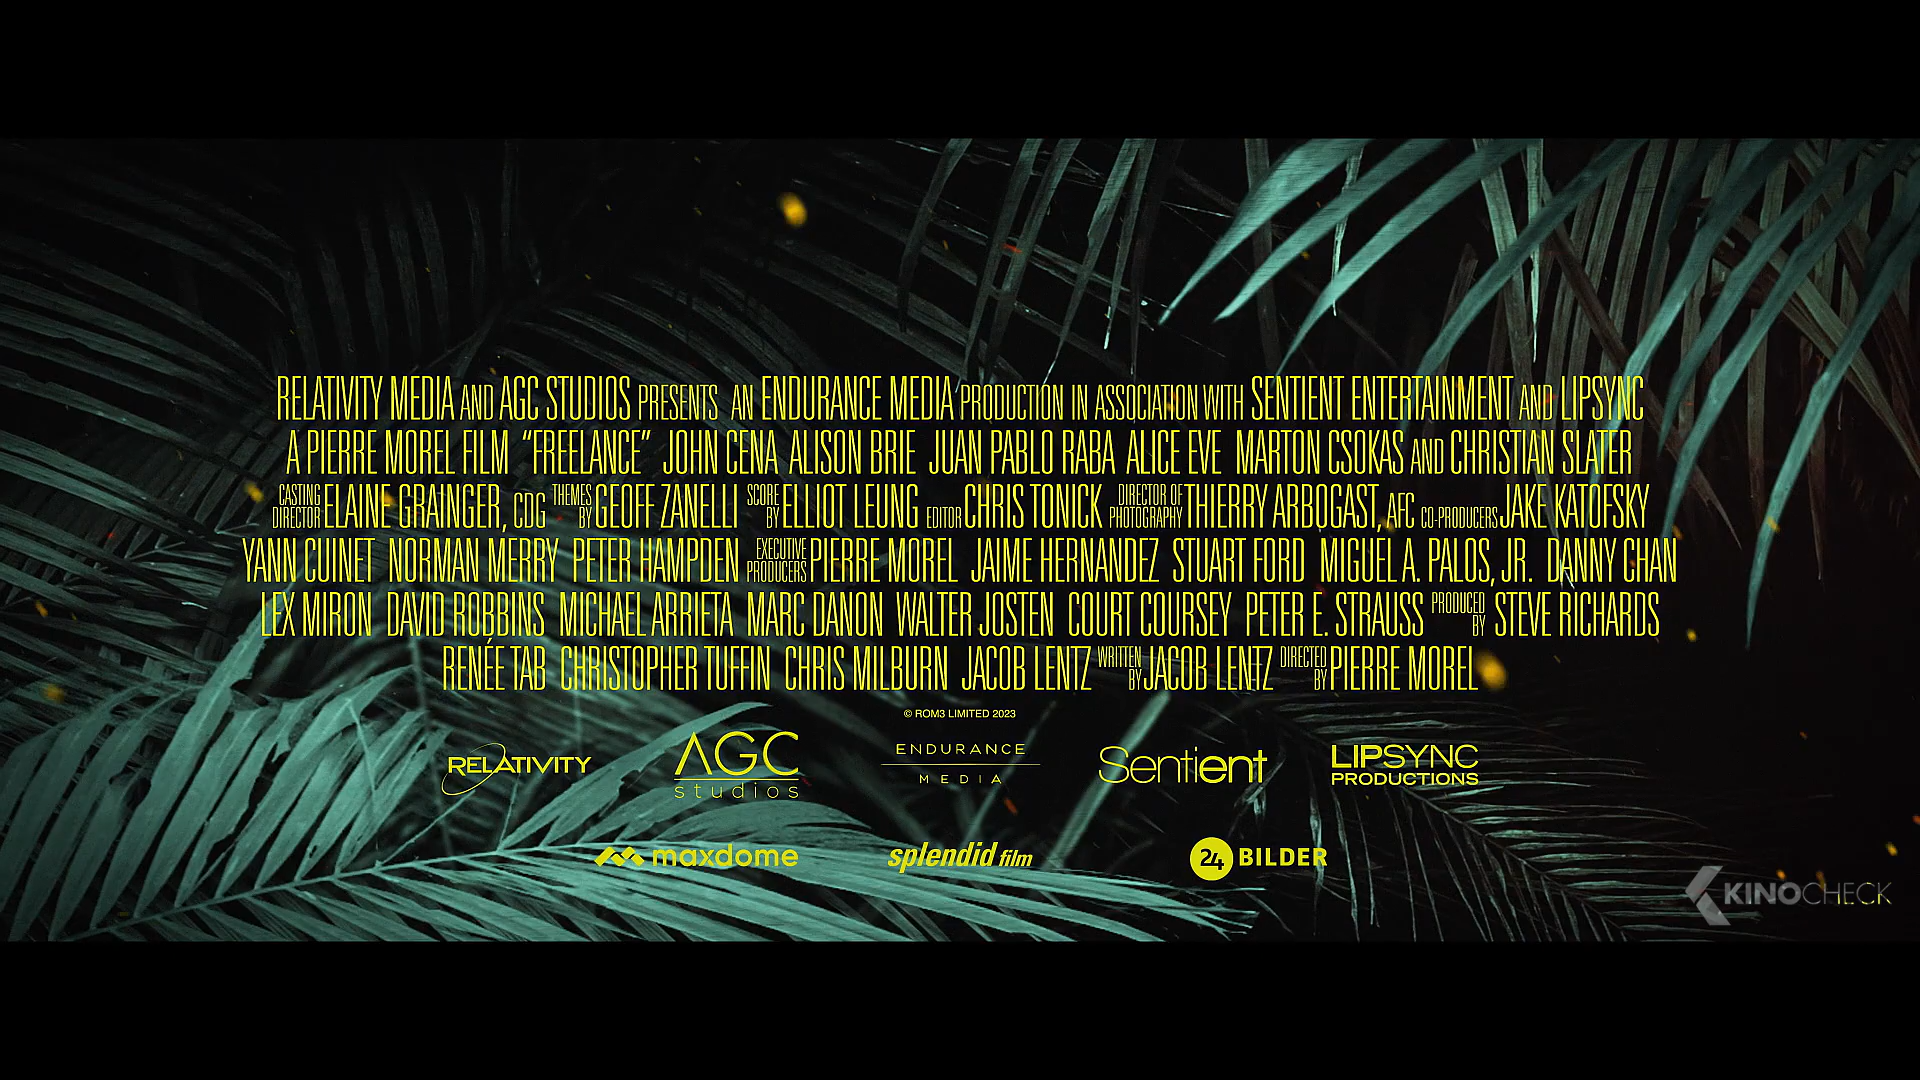 RELATIVITY MEDIA AND AGC STUDIOS PRESENTS AN ENDURANCE MEDIA PRODUCTION IN ASSOCIATION WITH SENTIENT ENTERTAINMENT AND LIPSYNC
A PIERRE MOREL FILM “FREELANCE” JOHN CENA ALISON BRIE JUAN PABLO RABA ALICE EVE MARTON CSOKAS AND CHRISTIAN SLATER
CASTING DIRECTOR ELAINE GRAINGER, CDG THEMES BY GEOFF ZANELLI SCORE BY ELLIOT LEUNG EDITOR CHRIS TONICK DIRECTOR OF PHOTOGRAPHY THIERRY ARBOGAST, AFC CO-PRODUCERS JAKE KATOFSKY
YANN CUINET NORMAN MERRY PETER HAMPDEN EXECUTIVE PRODUCERS PIERRE MOREL JAIME HERNANDEZ STUART FORD MIGUEL A. PALOS, JR. DANNY CHAN
LEX MIRON DAVID ROBBINS MICHAEL ARRIETA MARC DANON WALTER JOSTEN COURT COURSEY PETER E. STRAUSS PRODUCED BY STEVE RICHARDS
RENÉE TAB CHRISTOPHER TUFFIN CHRIS MILBURN JACOB LENTZ WRITTEN BY JACOB LENTZ DIRECTED BY PIERRE MOREL
© ROM3 LIMITED 2023
RELATIVITY
AGC studios
ENDURANCE MEDIA
Sentient
LIPSYNC PRODUCTIONS
maxdome
splendid film
24 BILDER
KINOCHECK